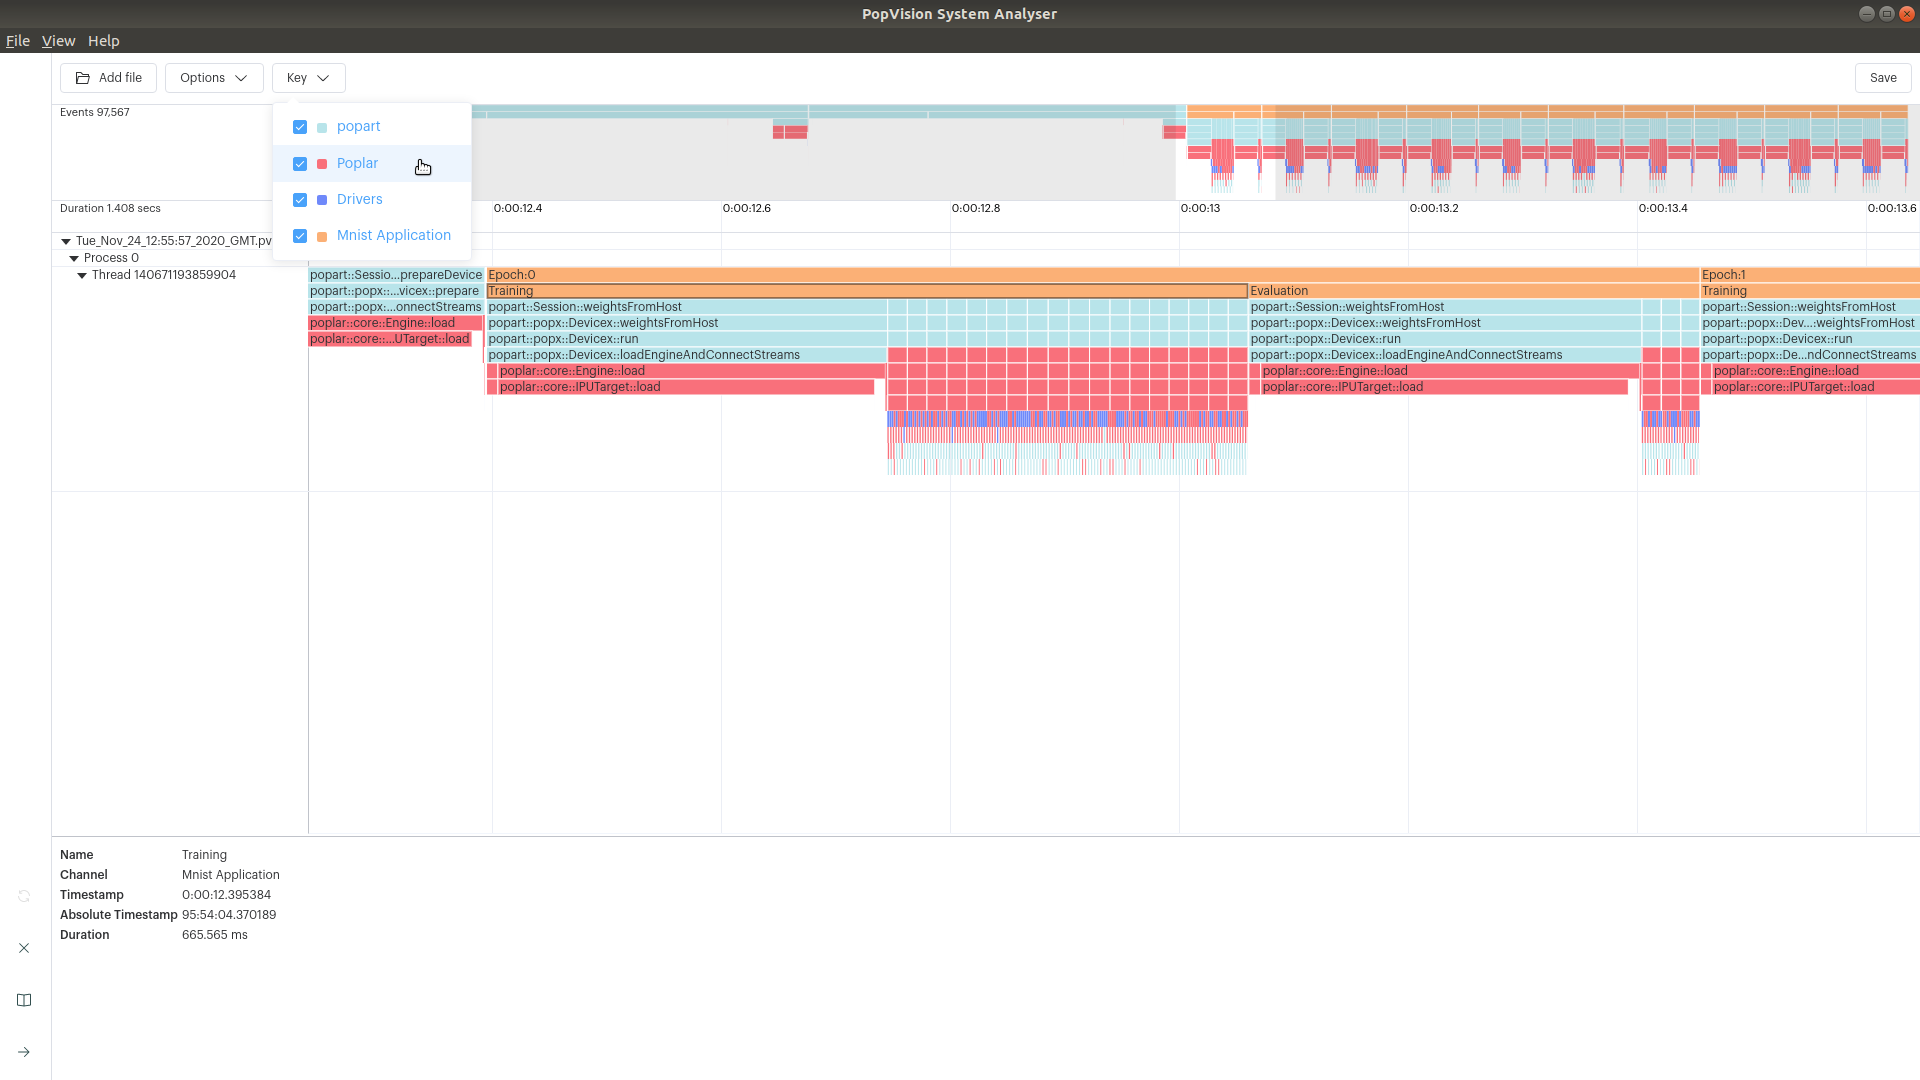 PopVision System Analyser
File View Help
Add file Options Key Save
Events 97,567
popart
Poplar
Drivers
Mnist Application
Duration 1.408 secs 0:00:12.4 0:00:12.6 0:00:12.8 0:00:13 0:00:13.2 0:00:13.4 0:00:13.6
Tue_Nov_24_12:55:57_2020_GMT.pv
Process 0
Thread 140671193859904 popart::Sessio...prepareDevice Epoch:0 Epoch:1
popart::popx::...vicex::prepare Training Evaluation Training
popart::popx:...onnectStreams popart::Session::weightsFromHost popart::Session::weightsFromHost popart::Session::weightsFromHost
poplar::core::Engine::load popart::popx::Devicex::weightsFromHost popart::popx::Devicex::weightsFromHost popart::popx::Dev...:weightsFromHost
poplar::core:...UTarget::load popart::popx::Devicex::run popart::popx::Devicex::run popart::popx::Devicex::run
popart::popx::Devicex::loadEngineAndConnectStreams popart::popx::Devicex::loadEngineAndConnectStreams popart::popx::De...ndConnectStreams
poplar::core::Engine::load poplar::core::Engine::load poplar::core::Engine::load
poplar::core::IPUTarget::load poplar::core::IPUTarget::load poplar::core::IPUTarget::load
Name Training
Channel Mnist Application
Timestamp 0:00:12.395384
Absolute Timestamp 95:54:04.370189
Duration 665.565 ms